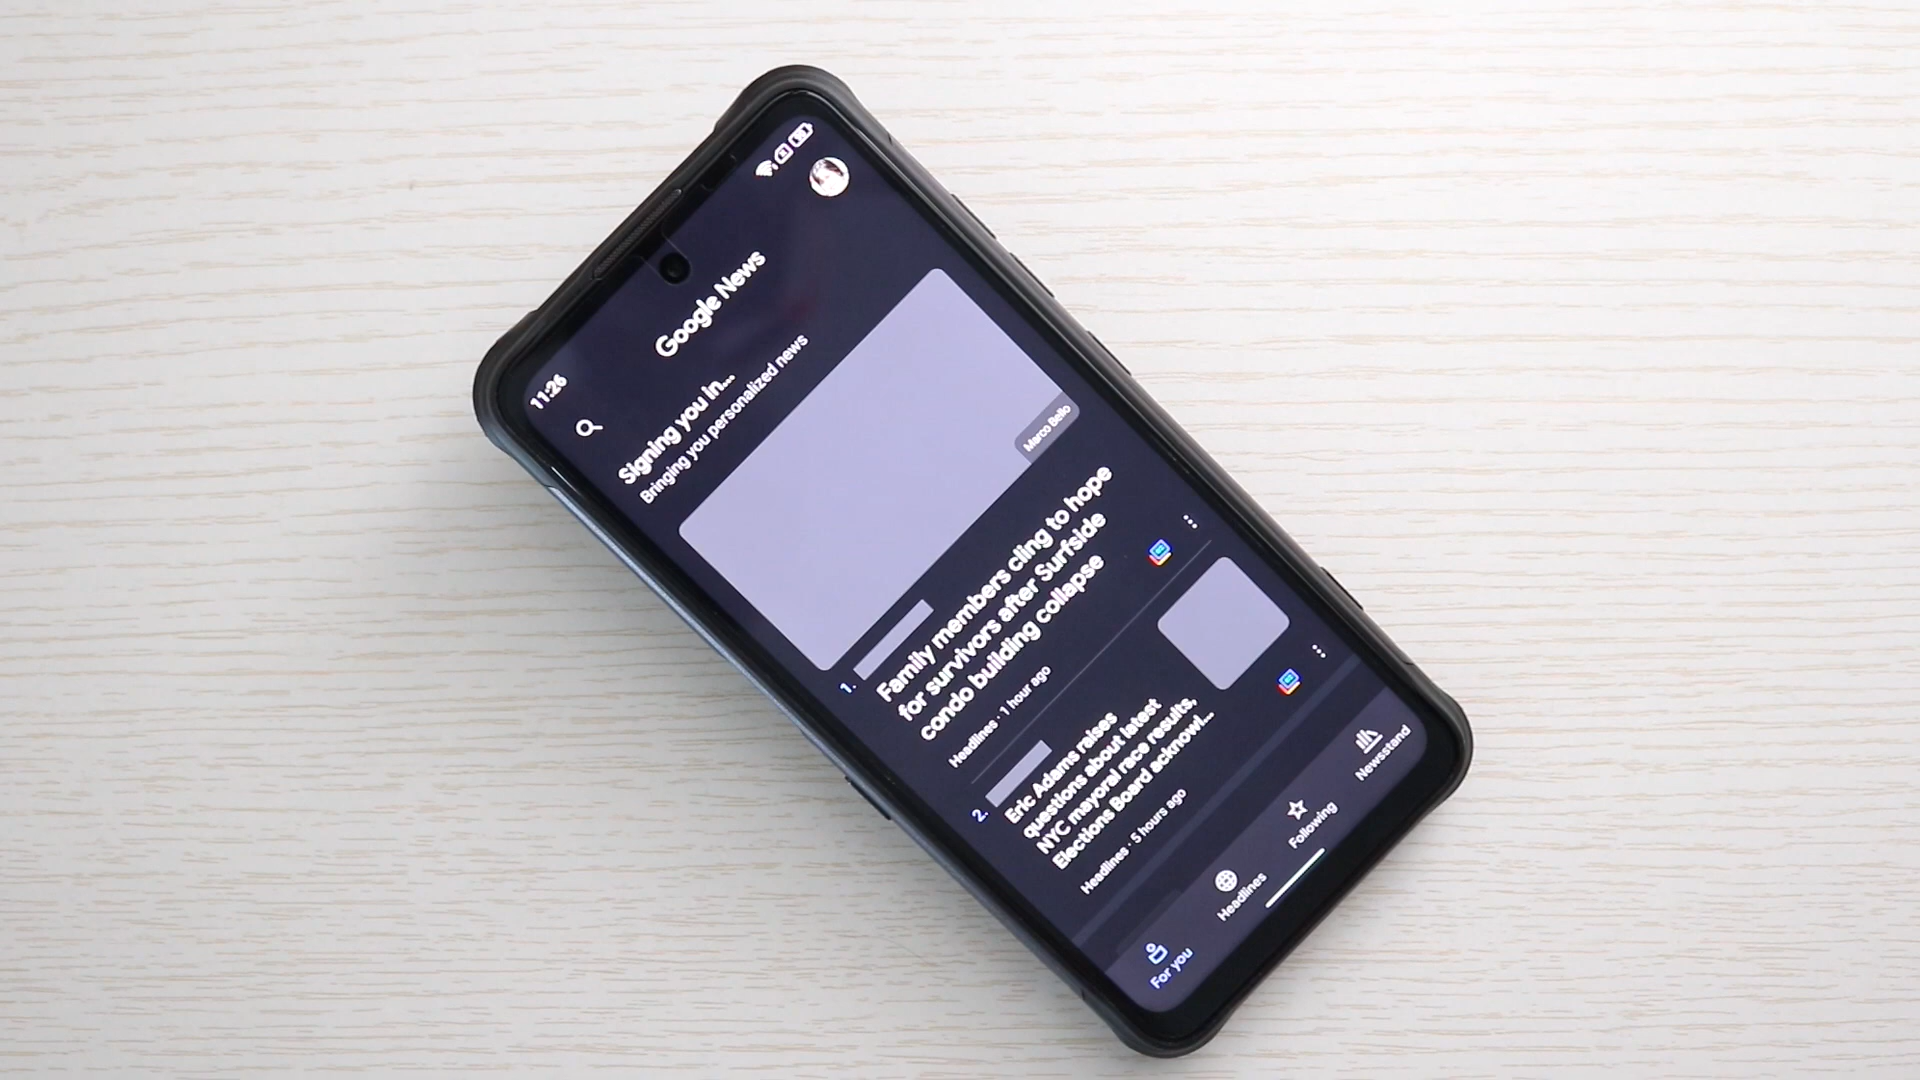 11:26
Google News
Signing you in...
Bringing you personalized news
Marco Bello
1.
Family members cling to hope
for survivors after Surfside
condo building collapse
Headlines · 1 hour ago
2.
Eric Adams raises
questions about latest
NYC mayoral race results,
Elections Board acknowl...
Headlines · 5 hours ago
For you
Headlines
Following
Newsstand